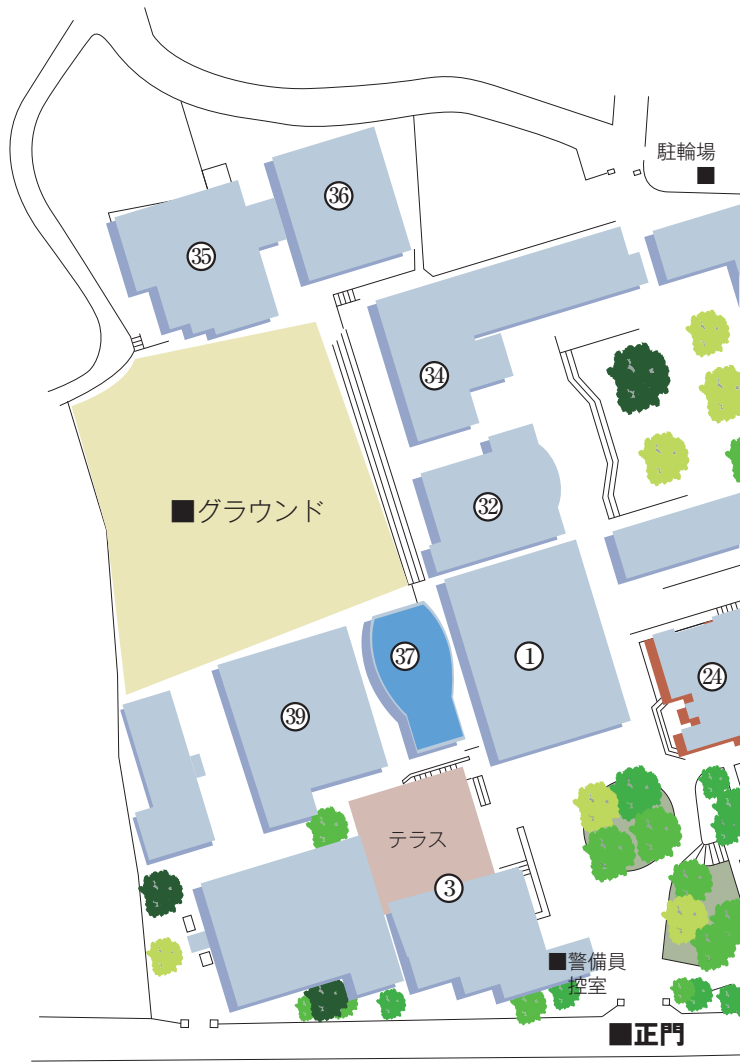 駐輪場
■
㊱
㉟
㉞
■グラウンド
㉜
㊲
①
㉔
㊴
テラス
③
■警備員
控室
■正門